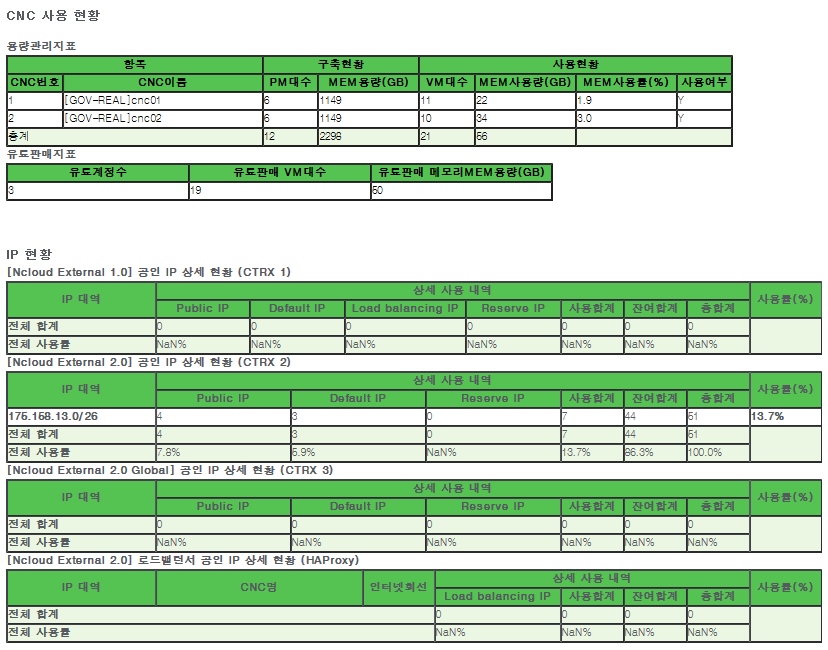 CNC 사용 현황
용량관리지표
항목 구축현황 사용현황
CNC번호 CNC이름 PM대수 MEM용량(GB) VM대수 MEM사용량(GB) MEM사용률(%) 사용여부
1 [GOV-REAL]cnc01 6 1149 11 22 1.9 Y
2 [GOV-REAL]cnc02 6 1149 10 34 3.0 Y
총계 12 2298 21 56
유료판매지표
유료계정수 유료판매 VM대수 유료판매 메모리MEM용량(GB)
3 19 50
IP 현황
[Ncloud External 1.0] 공인 IP 상세 현황 (CTRX 1)
IP 대역 상세 사용 내역 사용률(%)
Public IP Default IP Load balancing IP Reserve IP 사용합계 잔여합계 총합계
전체 합계 0 0 0 0 0 0 0
전체 사용률 NaN% NaN% NaN% NaN% NaN% NaN% NaN%
[Ncloud External 2.0] 공인 IP 상세 현황 (CTRX 2)
IP 대역 상세 사용 내역 사용률(%)
Public IP Default IP Reserve IP 사용합계 잔여합계 총합계
175.158.13.0/26 4 3 0 7 44 51 13.7%
전체 합계 4 3 0 7 44 51
전체 사용률 7.8% 5.9% NaN% 13.7% 86.3% 100.0%
[Ncloud External 2.0 Global] 공인 IP 상세 현황 (CTRX 3)
IP 대역 상세 사용 내역 사용률(%)
Public IP Default IP Reserve IP 사용합계 잔여합계 총합계
전체 합계 0 0 0 0 0 0
전체 사용률 NaN% NaN% NaN% NaN% NaN% NaN%
[Ncloud External 2.0] 로드밸런서 공인 IP 상세 현황 (HAProxy)
IP 대역 CNC명 인터넷회선 상세 사용 내역 사용률(%)
Load balancing IP 사용합계 잔여합계 총합계
전체 합계 0 0 0 0
전체 사용률 NaN% NaN% NaN% NaN%